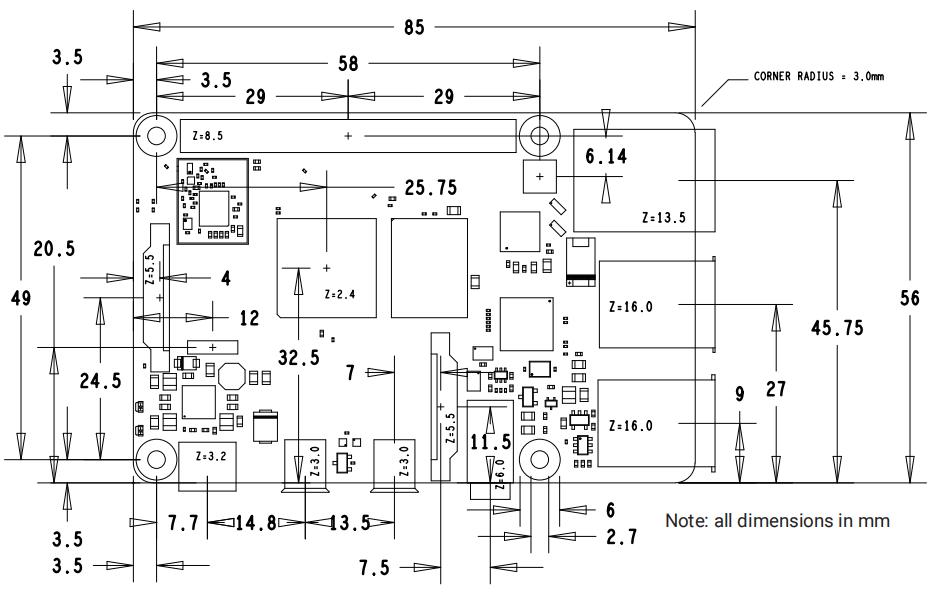 85
3.5
58
CORNER RADIUS = 3.0mm
3.5
29
29
Z=8.5
6.14
25.75
Z=13.5
20.5
Z=5.5
4
Z=2.4
49
12
Z=16.0
56
45.75
32.5
7
24.5
27
9
Z=5.5
11.5
Z=16.0
Z=3.2
Z=3.0
Z=3.0
Z=6.0
6
7.7
14.8
13.5
Note: all dimensions in mm
3.5
2.7
3.5
7.5